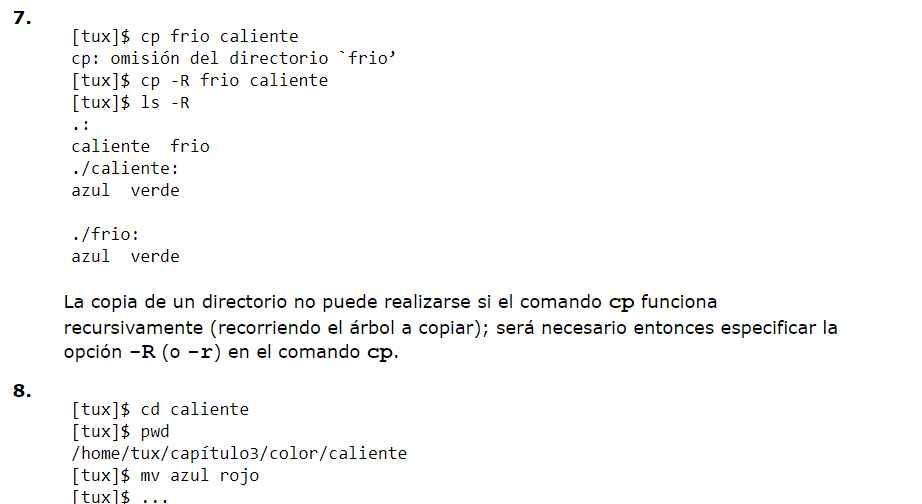 7.
[tux]$ cp frio caliente
cp: omisión del directorio `frio’
[tux]$ cp -R frio caliente
[tux]$ ls -R
.:
caliente  frio
./caliente:
azul  verde
./frio:
azul  verde
La copia de un directorio no puede realizarse si el comando cp funciona
recursivamente (recorriendo el árbol a copiar); será necesario entonces especificar la
opción -R (o -r) en el comando cp.
8.
[tux]$ cd caliente
[tux]$ pwd
/home/tux/capítulo3/color/caliente
[tux]$ mv azul rojo
[tux]$ ...